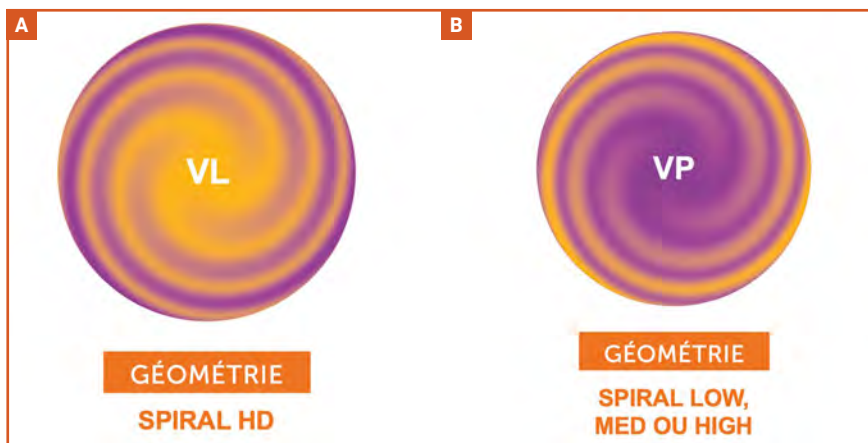 A
VL
GÉOMÉTRIE
SPIRAL HD
B
VP
GÉOMÉTRIE
SPIRAL LOW,
MED OU HIGH